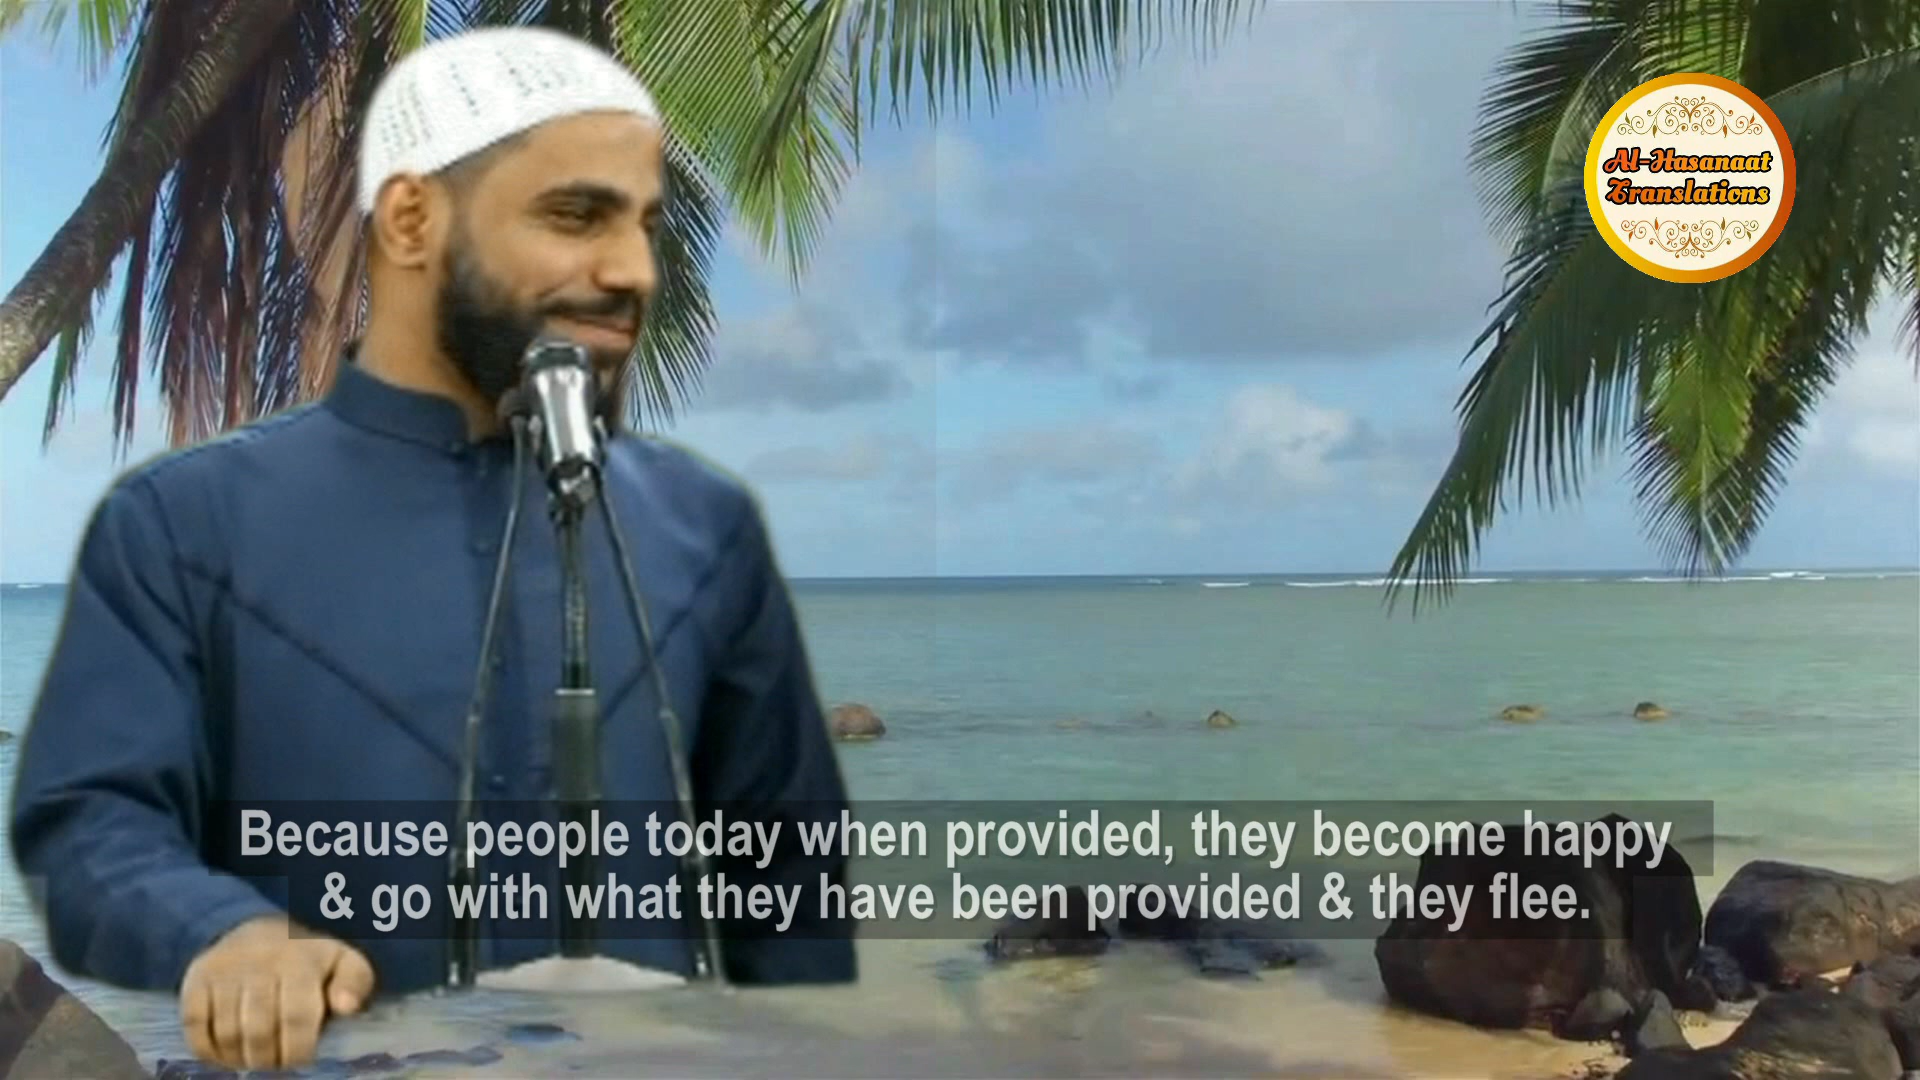 Al-Hasanaat
Translations
Because people today when provided, they become happy
& go with what they have been provided & they flee.